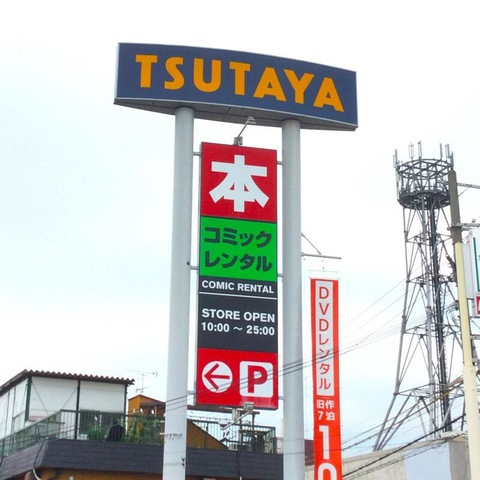 TSUTAYA
本
コミック
レンタル
COMIC RENTAL
STORE OPEN
10:00 ～ 25:00
P
DVDレンタル
旧作
7泊
10